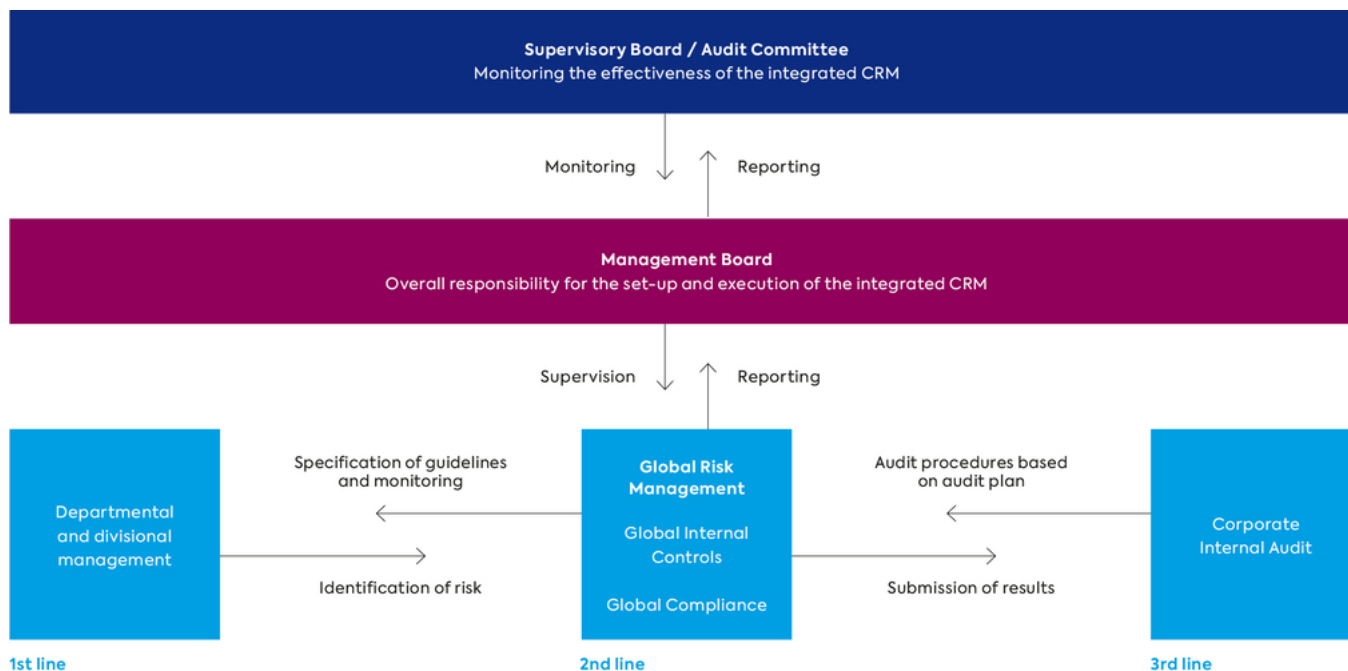 Supervisory Board / Audit Committee
Monitoring the effectiveness of the integrated CRM
Monitoring
Reporting
Management Board
Overall responsibility for the set-up and execution of the integrated CRM
Supervision
Reporting
Departmental
and divisional
management
Specification of guidelines
and monitoring
Identification of risk
Global Risk
Management
Global Internal
Controls
Global Compliance
Audit procedures based
on audit plan
Submission of results
Corporate
Internal Audit
1st line
2nd line
3rd line